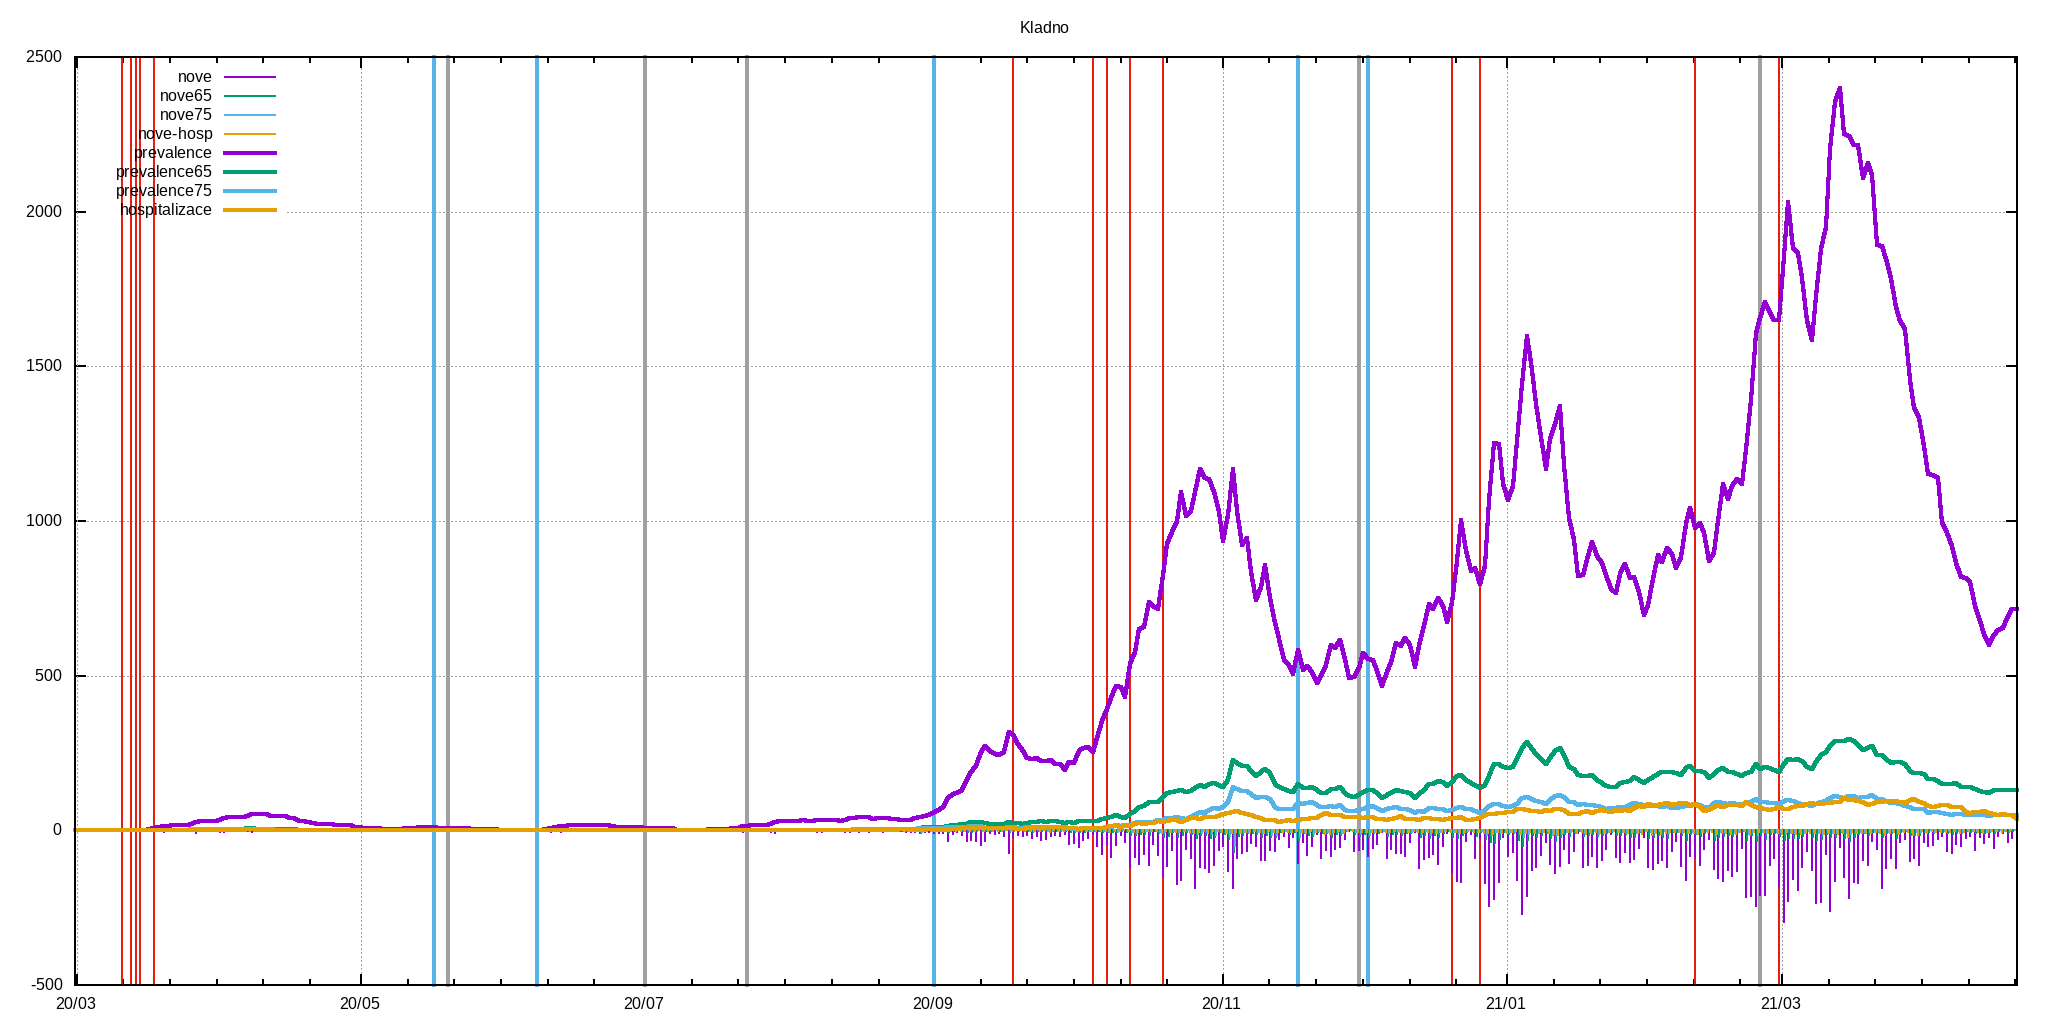 Kladno
2500
2000
1500
1000
500
0
-500
nove
nove65
nove75
nove-hosp
prevalence
prevalence65
prevalence75
hospitalizace
20/03 20/05 20/07 20/09 20/11 21/01 21/03